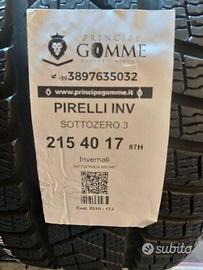 PRINCIPE
GOMME
+39 3897635032
www.principegomme.it
PIRELLI INV
SOTTOZERO 3
215 40 17 87H
Invernali
subito